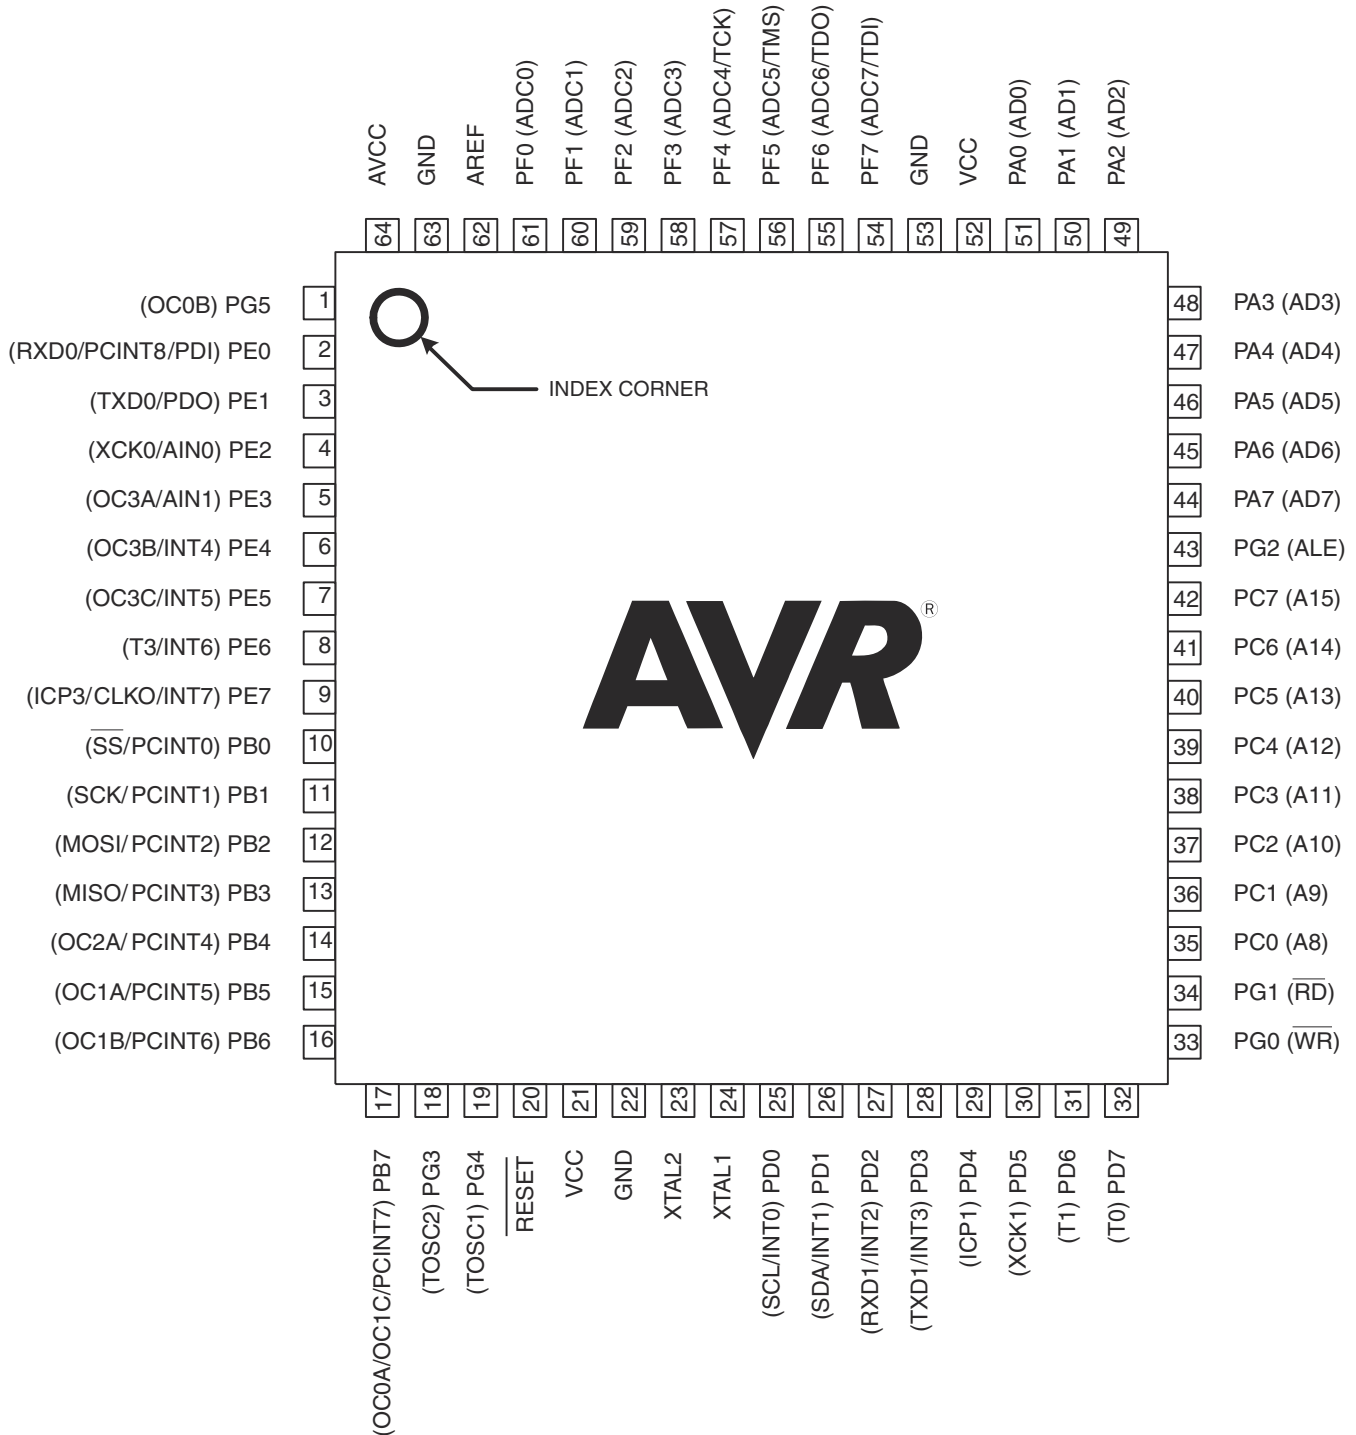 AVCC
GND
AREF
PF0 (ADC0)
PF1 (ADC1)
PF2 (ADC2)
PF3 (ADC3)
PF4 (ADC4/TCK)
PF5 (ADC5/TMS)
PF6 (ADC6/TDO)
PF7 (ADC7/TDI)
GND
VCC
PA0 (AD0)
PA1 (AD1)
PA2 (AD2)
64
63
62
61
60
59
58
57
56
55
54
53
52
51
50
49
(OC0B) PG5 1
(RXD0/PCINT8/PDI) PE0 2
(TXD0/PDO) PE1 3
(XCK0/AIN0) PE2 4
(OC3A/AIN1) PE3 5
(OC3B/INT4) PE4 6
(OC3C/INT5) PE5 7
(T3/INT6) PE6 8
(ICP3/CLKO/INT7) PE7 9
(SS/PCINT0) PB0 10
(SCK/ PCINT1) PB1 11
(MOSI/ PCINT2) PB2 12
(MISO/ PCINT3) PB3 13
(OC2A/ PCINT4) PB4 14
(OC1A/PCINT5) PB5 15
(OC1B/PCINT6) PB6 16
INDEX CORNER
AVR®
48 PA3 (AD3)
47 PA4 (AD4)
46 PA5 (AD5)
45 PA6 (AD6)
44 PA7 (AD7)
43 PG2 (ALE)
42 PC7 (A15)
41 PC6 (A14)
40 PC5 (A13)
39 PC4 (A12)
38 PC3 (A11)
37 PC2 (A10)
36 PC1 (A9)
35 PC0 (A8)
34 PG1 (RD)
33 PG0 (WR)
17
18
19
20
21
22
23
24
25
26
27
28
29
30
31
32
(OC0A/OC1C/PCINT7) PB7
(TOSC2) PG3
(TOSC1) PG4
RESET
VCC
GND
XTAL2
XTAL1
(SCL/INT0) PD0
(SDA/INT1) PD1
(RXD1/INT2) PD2
(TXD1/INT3) PD3
(ICP1) PD4
(XCK1) PD5
(T1) PD6
(T0) PD7